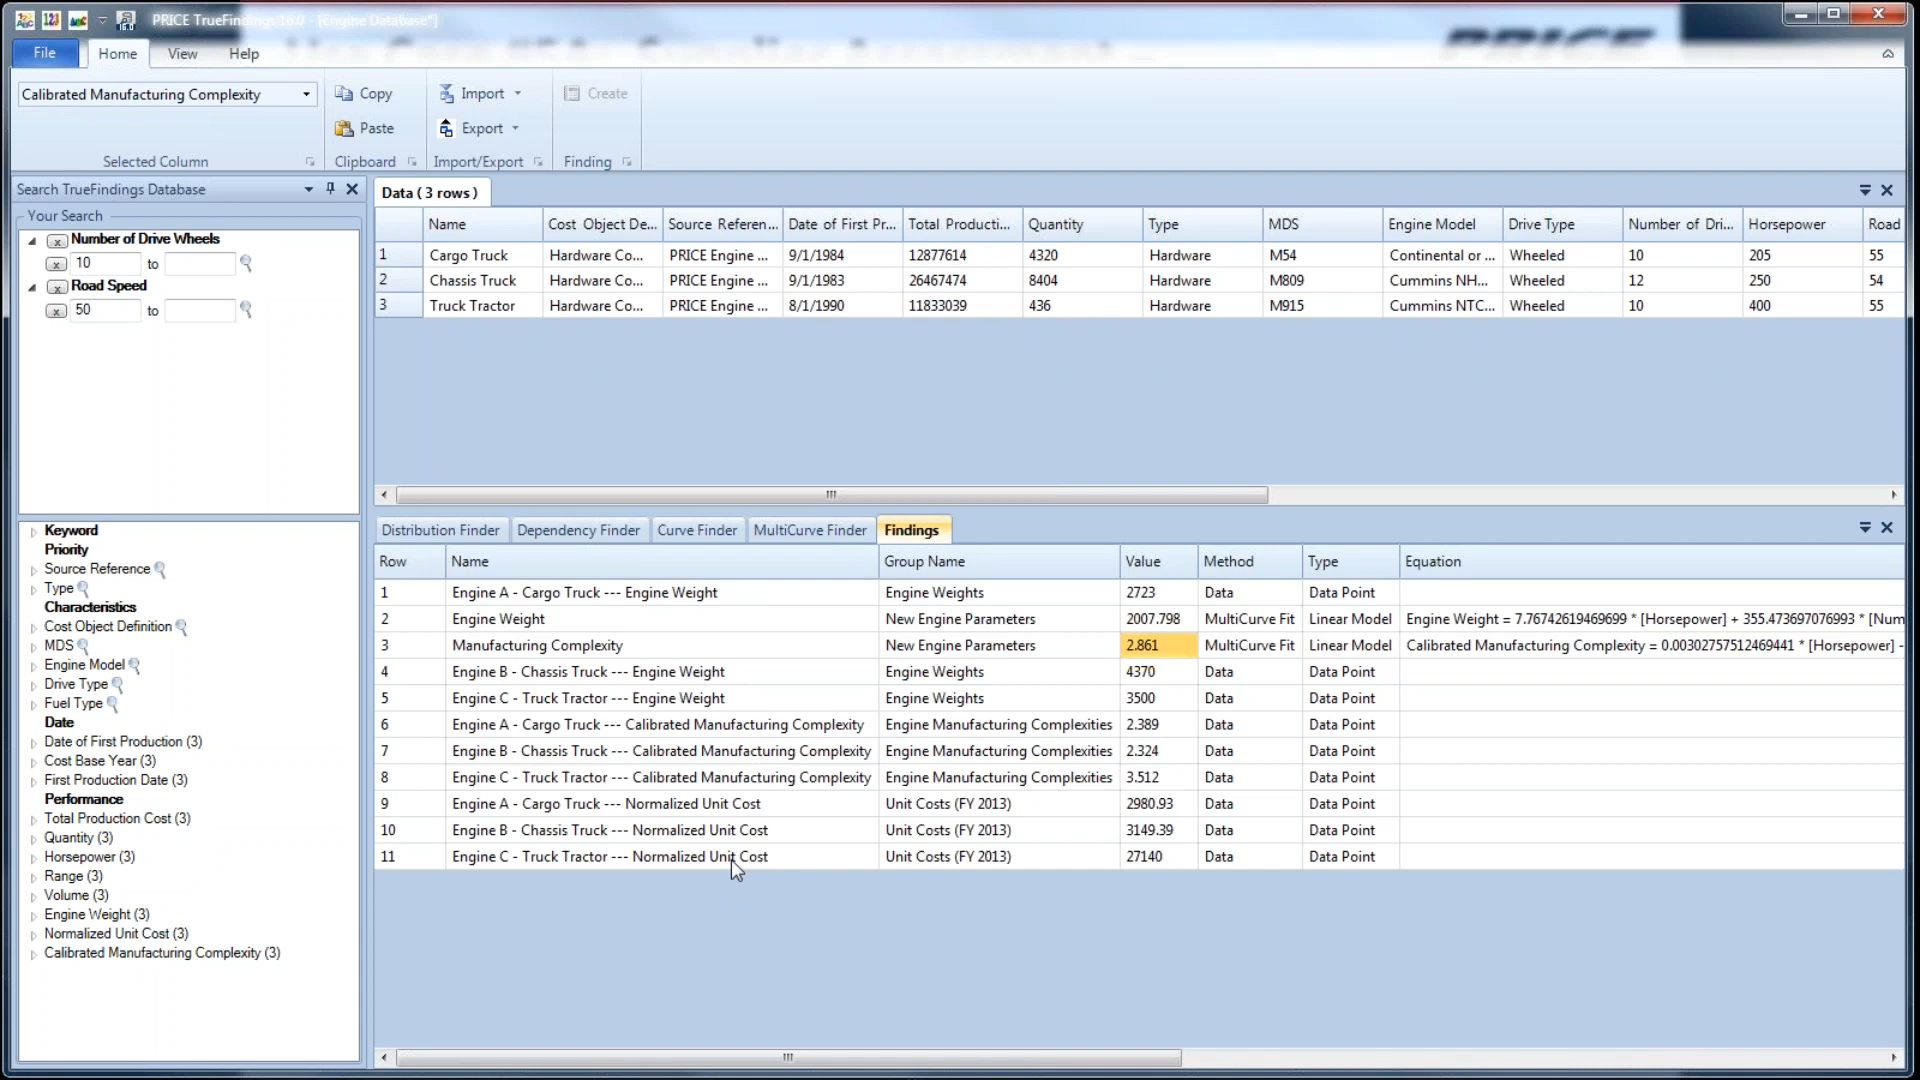 PRICE TrueFindings 16.0 - [Engine Database*]
File Home View Help
Calibrated Manufacturing Complexity
Copy
Paste
Import
Export
Create
Selected Column Clipboard Import/Export Finding
Search TrueFindings Database
Your Search
Number of Drive Wheels
10 to
Road Speed
50 to
Keyword
Priority
Source Reference
Type
Characteristics
Cost Object Definition
MDS
Engine Model
Drive Type
Fuel Type
Date
Date of First Production (3)
Cost Base Year (3)
First Production Date (3)
Performance
Total Production Cost (3)
Quantity (3)
Horsepower (3)
Range (3)
Volume (3)
Engine Weight (3)
Normalized Unit Cost (3)
Calibrated Manufacturing Complexity (3)
Data ( 3 rows )
Name Cost Object De... Source Referen... Date of First Pr... Total Producti... Quantity Type MDS Engine Model Drive Type Number of Dri... Horsepower Road
1 Cargo Truck Hardware Co... PRICE Engine ... 9/1/1984 12877614 4320 Hardware M54 Continental or ... Wheeled 10 205 55
2 Chassis Truck Hardware Co... PRICE Engine ... 9/1/1983 26467474 8404 Hardware M809 Cummins NH... Wheeled 12 250 54
3 Truck Tractor Hardware Co... PRICE Engine ... 8/1/1990 11833039 436 Hardware M915 Cummins NTC... Wheeled 10 400 55
Distribution Finder Dependency Finder Curve Finder MultiCurve Finder Findings
Row Name Group Name Value Method Type Equation
1 Engine A - Cargo Truck --- Engine Weight Engine Weights 2723 Data Data Point
2 Engine Weight New Engine Parameters 2007.798 MultiCurve Fit Linear Model Engine Weight = 7.76742619469699 * [Horsepower] + 355.473697076993 * [Num
3 Manufacturing Complexity New Engine Parameters 2.861 MultiCurve Fit Linear Model Calibrated Manufacturing Complexity = 0.00302757512469441 * [Horsepower] -
4 Engine B - Chassis Truck --- Engine Weight Engine Weights 4370 Data Data Point
5 Engine C - Truck Tractor --- Engine Weight Engine Weights 3500 Data Data Point
6 Engine A - Cargo Truck --- Calibrated Manufacturing Complexity Engine Manufacturing Complexities 2.389 Data Data Point
7 Engine B - Chassis Truck --- Calibrated Manufacturing Complexity Engine Manufacturing Complexities 2.324 Data Data Point
8 Engine C - Truck Tractor --- Calibrated Manufacturing Complexity Engine Manufacturing Complexities 3.512 Data Data Point
9 Engine A - Cargo Truck --- Normalized Unit Cost Unit Costs (FY 2013) 2980.93 Data Data Point
10 Engine B - Chassis Truck --- Normalized Unit Cost Unit Costs (FY 2013) 3149.39 Data Data Point
11 Engine C - Truck Tractor --- Normalized Unit Cost Unit Costs (FY 2013) 27140 Data Data Point